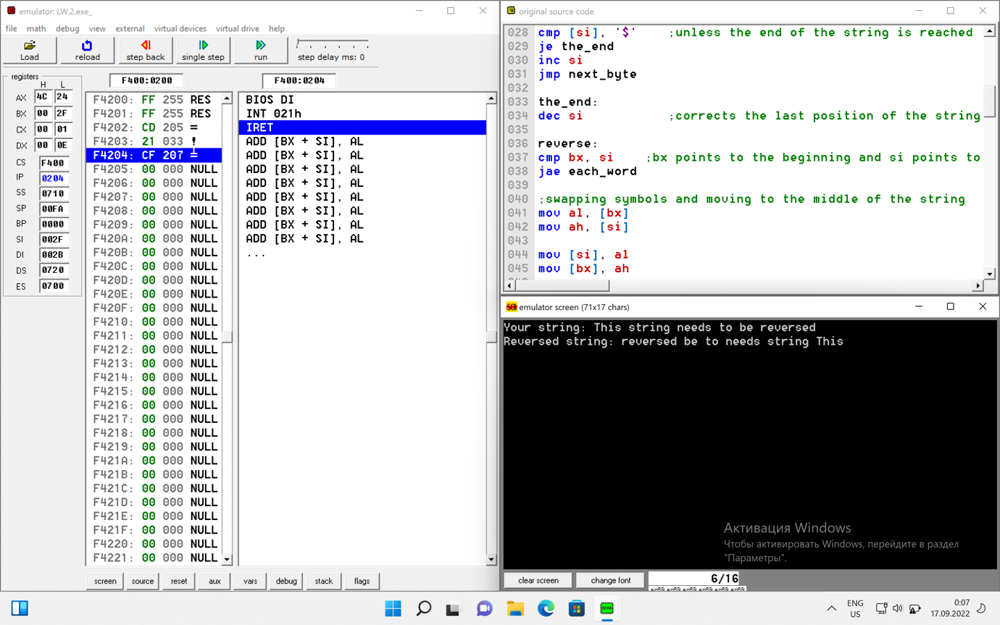 emulator: LW.2.exe_
file math debug view external virtual devices virtual drive help
Load reload step back single step run step delay ms: 0
registers
H L
AX 4C 24
BX 00 2F
CX 00 01
DX 00 0E
CS F400
IP 0204
SS 0710
SP 00FA
BP 0000
SI 002F
DI 002B
DS 0720
ES 0700
F400:0200
F4200: FF 255 RES
F4201: FF 255 RES
F4202: CD 205 =
F4203: 21 033 !
F4204: CF 207 ╧
F4205: 00 000 NULL
F4206: 00 000 NULL
F4207: 00 000 NULL
F4208: 00 000 NULL
F4209: 00 000 NULL
F420A: 00 000 NULL
F420B: 00 000 NULL
F420C: 00 000 NULL
F420D: 00 000 NULL
F420E: 00 000 NULL
F420F: 00 000 NULL
F4210: 00 000 NULL
F4211: 00 000 NULL
F4212: 00 000 NULL
F4213: 00 000 NULL
F4214: 00 000 NULL
F4215: 00 000 NULL
F4216: 00 000 NULL
F4217: 00 000 NULL
F4218: 00 000 NULL
F4219: 00 000 NULL
F421A: 00 000 NULL
F421B: 00 000 NULL
F421C: 00 000 NULL
F421D: 00 000 NULL
F421E: 00 000 NULL
F421F: 00 000 NULL
F4220: 00 000 NULL
F4221: 00 000 NULL
F400:0204
BIOS DI
INT 021h
IRET
ADD [BX + SI], AL
ADD [BX + SI], AL
ADD [BX + SI], AL
ADD [BX + SI], AL
ADD [BX + SI], AL
ADD [BX + SI], AL
ADD [BX + SI], AL
ADD [BX + SI], AL
...
screen source reset aux vars debug stack flags
original source code
028 cmp [si], '$' ;unless the end of the string is reached
029 je the_end
030 inc si
031 jmp next_byte
032
033 the_end:
034 dec si ;corrects the last position of the string
035
036 reverse:
037 cmp bx, si ;bx points to the beginning and si points to
038 jae each_word
039
040 ;swapping symbols and moving to the middle of the string
041 mov al, [bx]
042 mov ah, [si]
043
044 mov [si], al
045 mov [bx], ah
emulator screen (71x17 chars)
Your string: This string needs to be reversed
Reversed string: reversed be to needs string This
Активация Windows
Чтобы активировать Windows, перейдите в раздел
"Параметры".
clear screen change font 6/16
ENG
US
0:07
17.09.2022